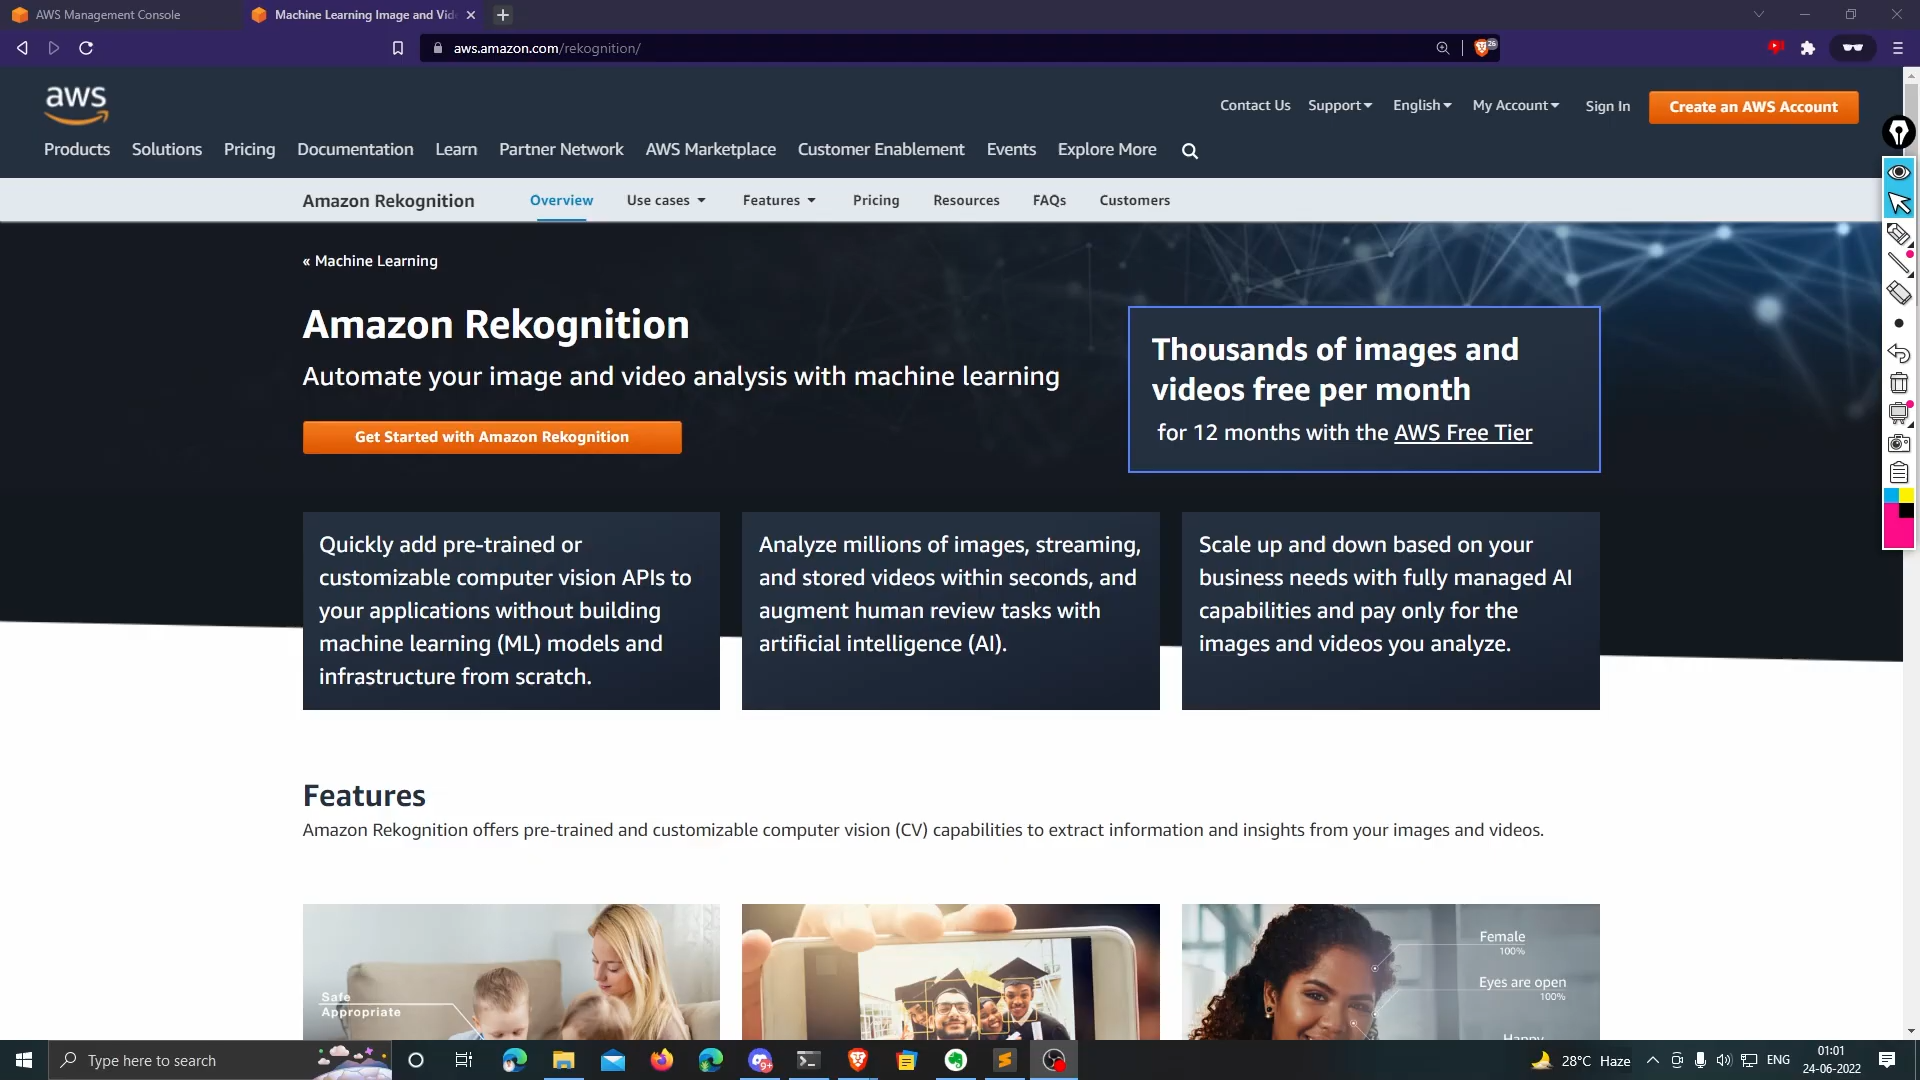 AWS Management Console
Machine Learning Image and Vid
aws.amazon.com/rekognition/
26
aws
Contact Us Support English My Account Sign In Create an AWS Account
Products Solutions Pricing Documentation Learn Partner Network AWS Marketplace Customer Enablement Events Explore More
Amazon Rekognition Overview Use cases Features Pricing Resources FAQs Customers
« Machine Learning
Amazon Rekognition
Automate your image and video analysis with machine learning
Get Started with Amazon Rekognition
Thousands of images and
videos free per month
for 12 months with the AWS Free Tier
Quickly add pre-trained or
customizable computer vision APIs to
your applications without building
machine learning (ML) models and
infrastructure from scratch.
Analyze millions of images, streaming,
and stored videos within seconds, and
augment human review tasks with
artificial intelligence (AI).
Scale up and down based on your
business needs with fully managed AI
capabilities and pay only for the
images and videos you analyze.
Features
Amazon Rekognition offers pre-trained and customizable computer vision (CV) capabilities to extract information and insights from your images and videos.
Safe
Appropriate
Female
100%
Eyes are open
100%
Happy
Type here to search
9+
28°C Haze
ENG
01:01
24-06-2022